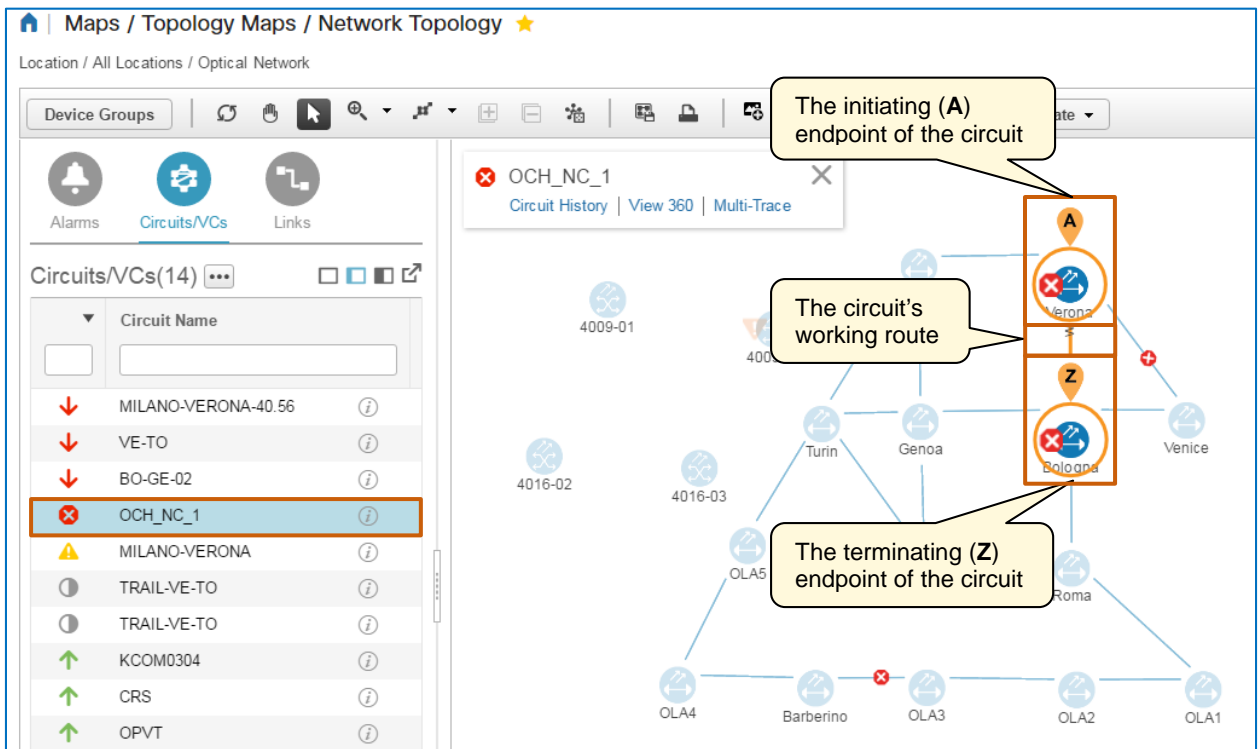 Maps / Topology Maps / Network Topology
Location / All Locations / Optical Network
Device Groups
The initiating (A)
endpoint of the circuit
Alarms
Circuits/VCs
Links
OCH_NC_1
Circuit History | View 360 | Multi-Trace
Circuits/VCs(14)
Circuit Name
MILANO-VERONA-40.56
VE-TO
BO-GE-02
OCH_NC_1
MILANO-VERONA
TRAIL-VE-TO
TRAIL-VE-TO
KCOM0304
CRS
OPVT
A
Verona
4009-01
The circuit's
working route
Z
Turin
Genoa
Bologna
Venice
4016-02
4016-03
The terminating (Z)
endpoint of the circuit
OLA5
Roma
OLA4
Barberino
OLA3
OLA2
OLA1